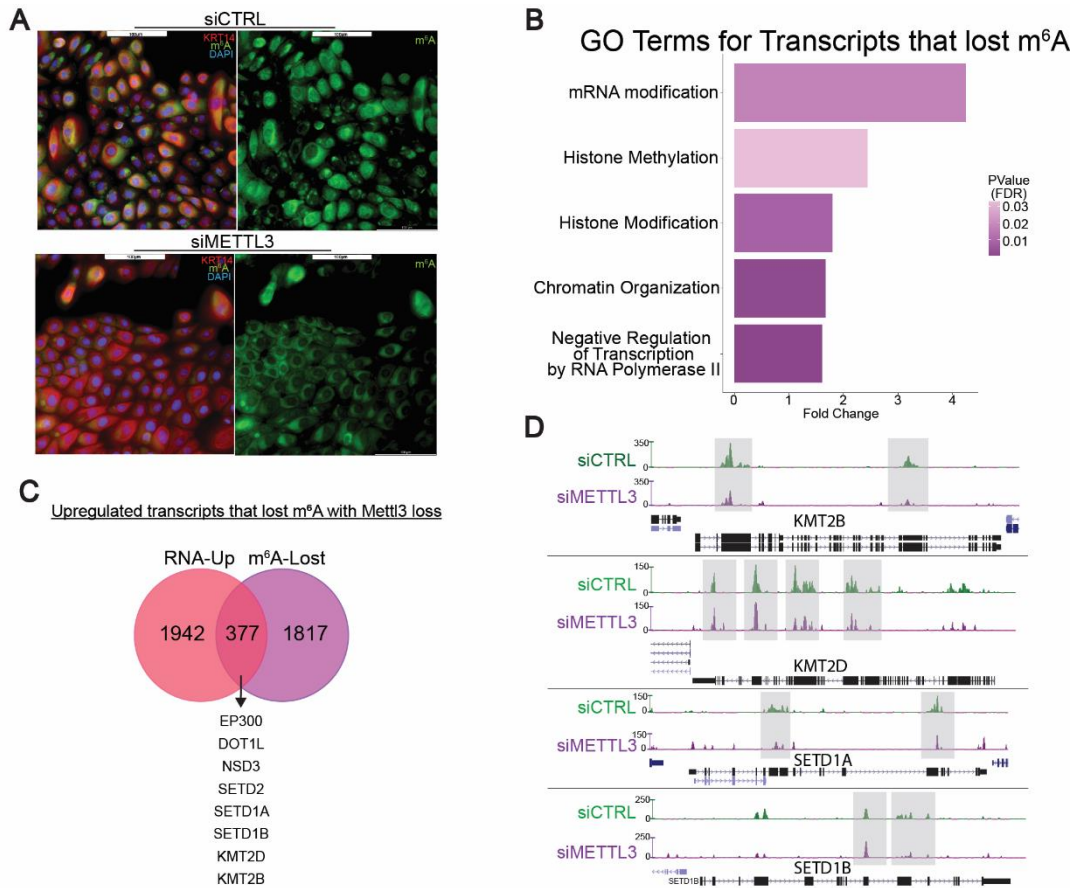 A
siCTRL
100µm
KRT14
m⁶A
DAPI
m⁶A
siMETTL3
100µm
KRT14
m⁶A
DAPI
100µm
m⁶A
B
GO Terms for Transcripts that lost m⁶A
mRNA modification
Histone Methylation
Histone Modification
Chromatin Organization
Negative Regulation
of Transcription
by RNA Polymerase II
0 1 2 3 4
Fold Change
PValue
(FDR)
0.03
0.02
0.01
C
Upregulated transcripts that lost m⁶A with Mettl3 loss
RNA-Up m⁶A-Lost
1942 377 1817
EP300
DOT1L
NSD3
SETD2
SETD1A
SETD1B
KMT2D
KMT2B
D
350
siCTRL
0
350
siMETTL3
0
KMT2B
150
siCTRL
0
150
siMETTL3
0
KMT2D
150
siCTRL
0
150
siMETTL3
0
SETD1A
250
siCTRL
0
250
siMETTL3
0
SETD1B
SETD1B